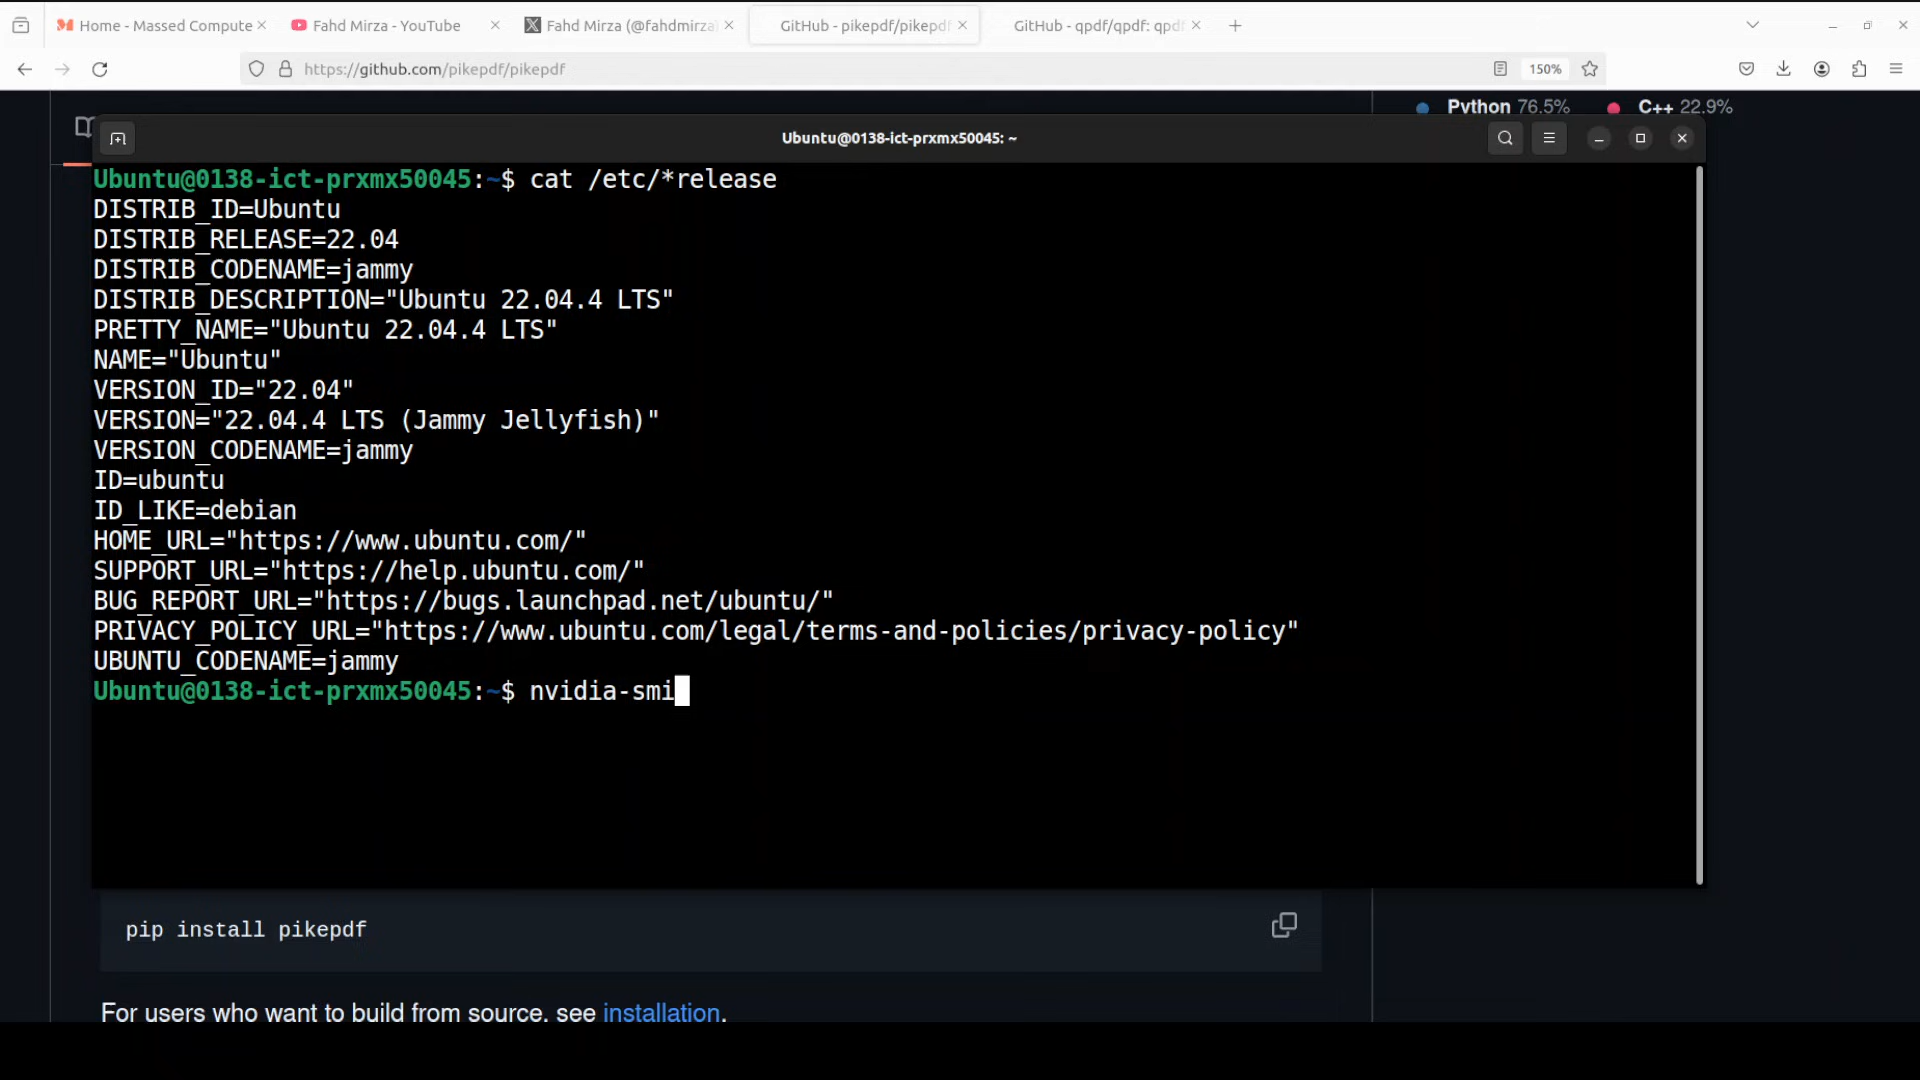 Home - Massed Compute
Fahd Mirza - YouTube
Fahd Mirza (@fahdmirza
GitHub - pikepdf/pikepdf
GitHub - qpdf/qpdf: qpdf
https://github.com/pikepdf/pikepdf
150%
Python 76.5% C++ 22.9%
Ubuntu@0138-ict-prxmx50045: ~
Ubuntu@0138-ict-prxmx50045:~$ cat /etc/*release
DISTRIB_ID=Ubuntu
DISTRIB_RELEASE=22.04
DISTRIB_CODENAME=jammy
DISTRIB_DESCRIPTION="Ubuntu 22.04.4 LTS"
PRETTY_NAME="Ubuntu 22.04.4 LTS"
NAME="Ubuntu"
VERSION_ID="22.04"
VERSION="22.04.4 LTS (Jammy Jellyfish)"
VERSION_CODENAME=jammy
ID=ubuntu
ID_LIKE=debian
HOME_URL="https://www.ubuntu.com/"
SUPPORT_URL="https://help.ubuntu.com/"
BUG_REPORT_URL="https://bugs.launchpad.net/ubuntu/"
PRIVACY_POLICY_URL="https://www.ubuntu.com/legal/terms-and-policies/privacy-policy"
UBUNTU_CODENAME=jammy
Ubuntu@0138-ict-prxmx50045:~$ nvidia-smi
pip install pikepdf
For users who want to build from source, see installation.